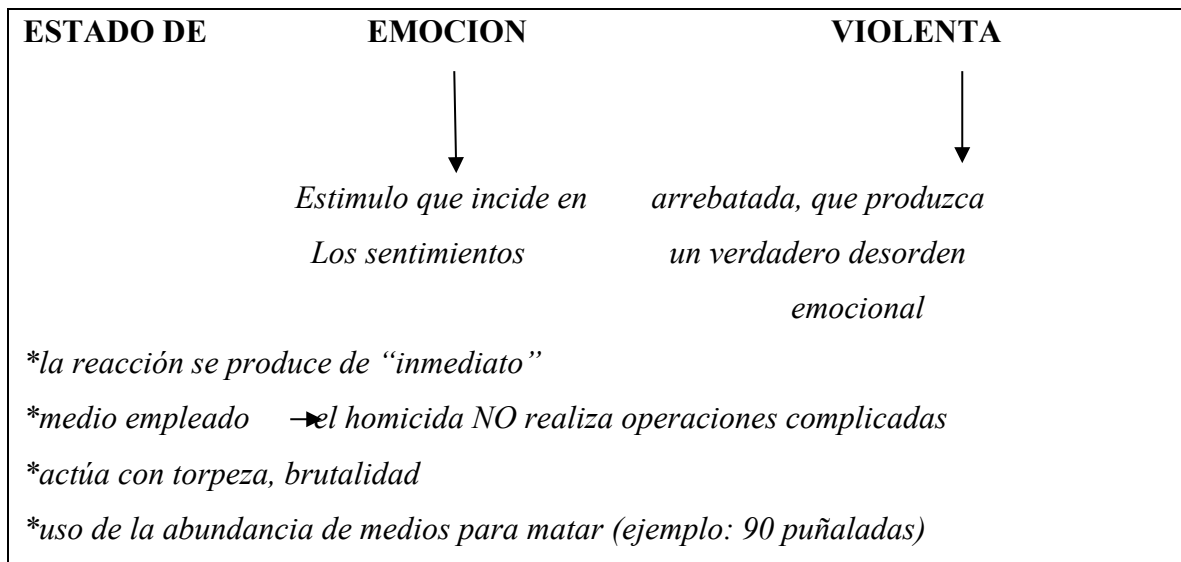 ESTADO DE EMOCION VIOLENTA
Estimulo que incide en arrebatada, que produzca
Los sentimientos un verdadero desorden
emocional
*la reacción se produce de “inmediato”
*medio empleado el homicida NO realiza operaciones complicadas
*actúa con torpeza, brutalidad
*uso de la abundancia de medios para matar (ejemplo: 90 puñaladas)